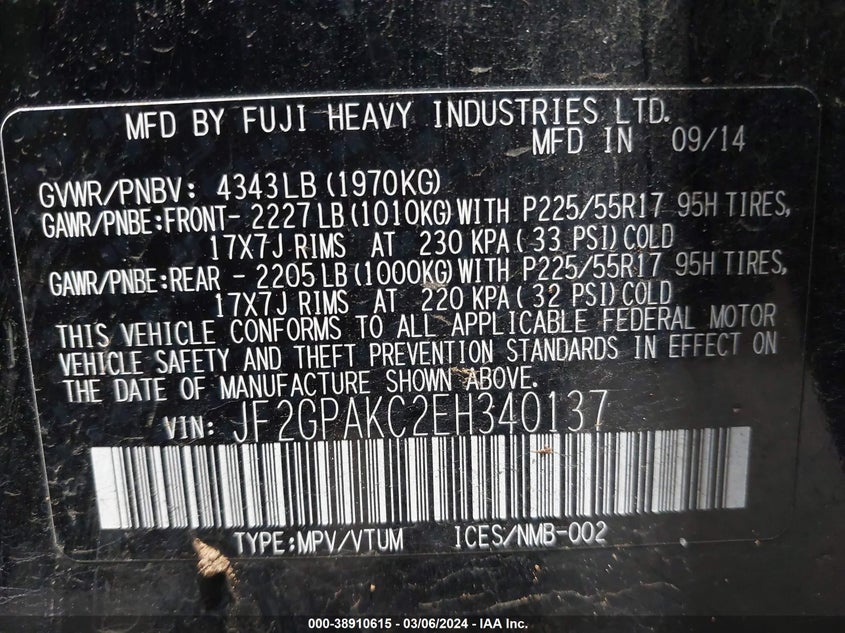 MFD BY FUJI HEAVY INDUSTRIES LTD.
MFD IN 09/14
GVWR/PNBV: 4343LB (1970KG)
GAWR/PNBE:FRONT- 2227LB (1010KG) WITH P225/55R17 95H TIRES,
17X7J RIMS AT 230 KPA ( 33 PSI) COLD
GAWR/PNBE:REAR - 2205LB (1000KG) WITH P225/55R17 95H TIRES,
17X7J RIMS AT 220 KPA ( 32 PSI) COLD
THIS VEHICLE CONFORMS TO ALL APPLICABLE FEDERAL MOTOR
VEHICLE SAFETY AND THEFT PREVENTION STANDARDS IN EFFECT ON
THE DATE OF MANUFACTURE SHOWN ABOVE.
VIN: JF2GPAKC2EH340137
TYPE:MPV/VTUM ICES/NMB-002
000-38910615 — 03/06/2024 — IAA Inc.